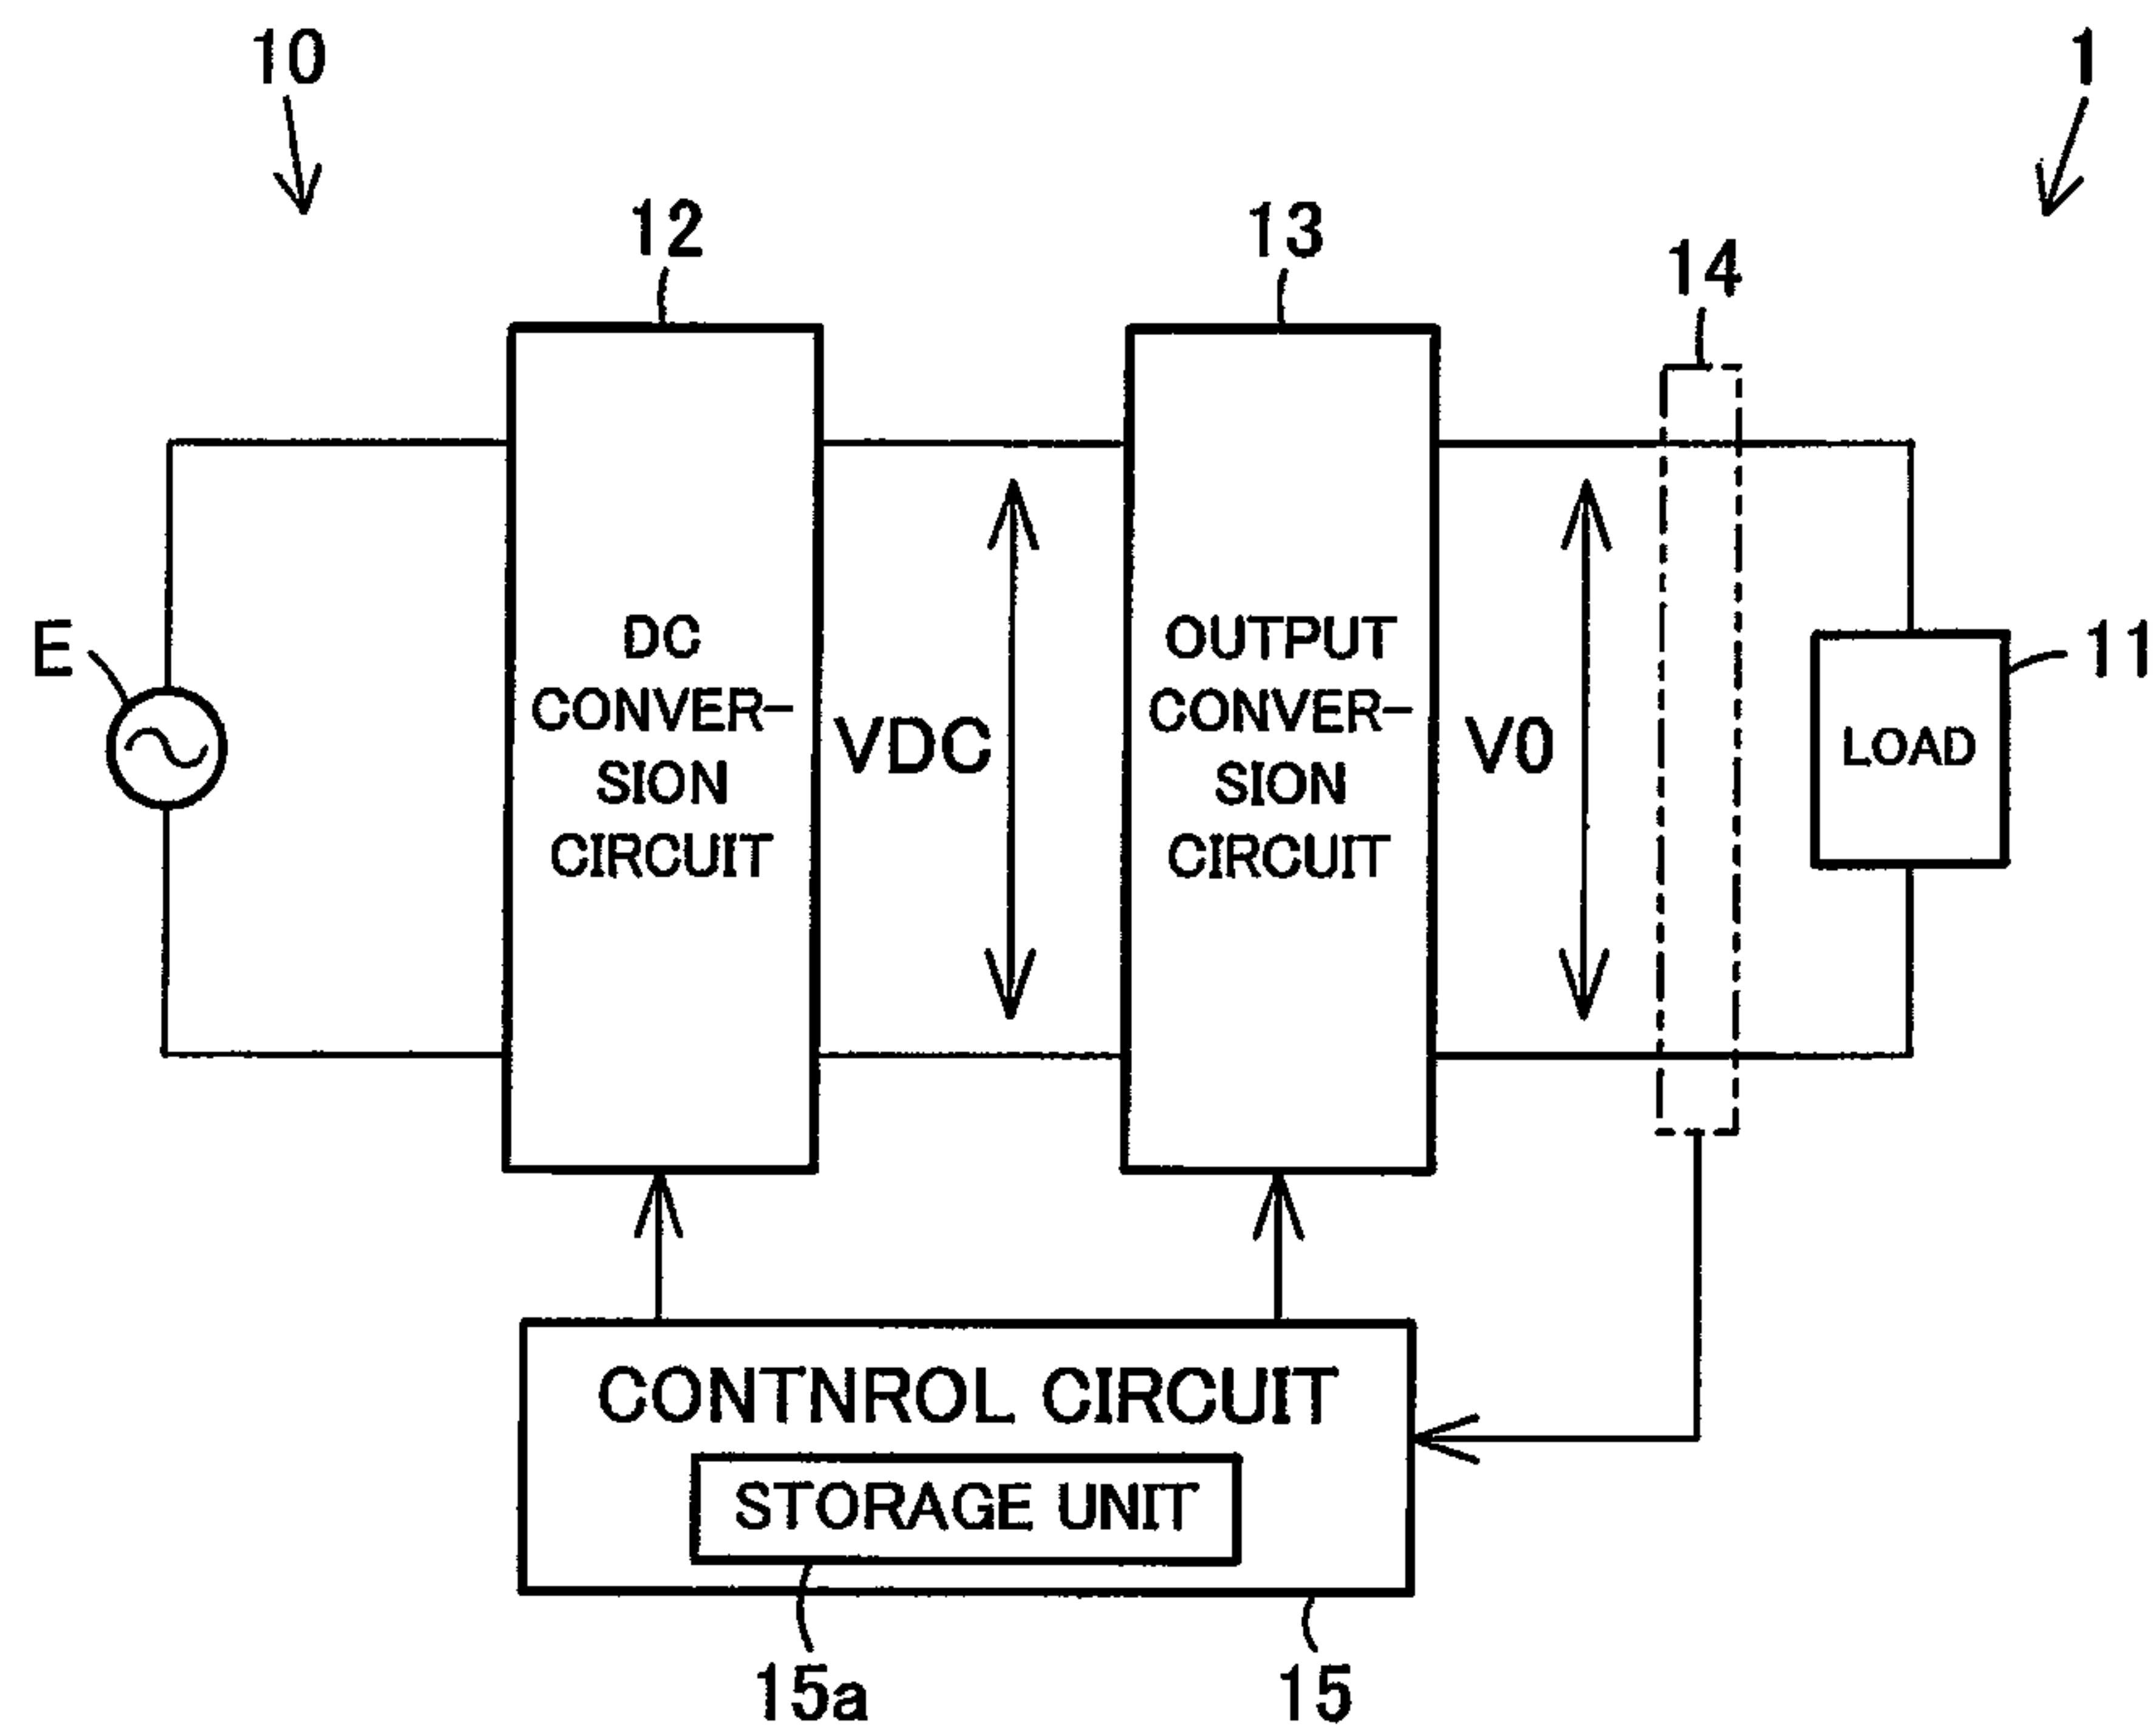 10
1
12
13
14
E
DC
CONVER-
SION
CIRCUIT
VDC
OUTPUT
CONVER-
SION
CIRCUIT
V0
LOAD
11
CONTNROL CIRCUIT
STORAGE UNIT
15a
15